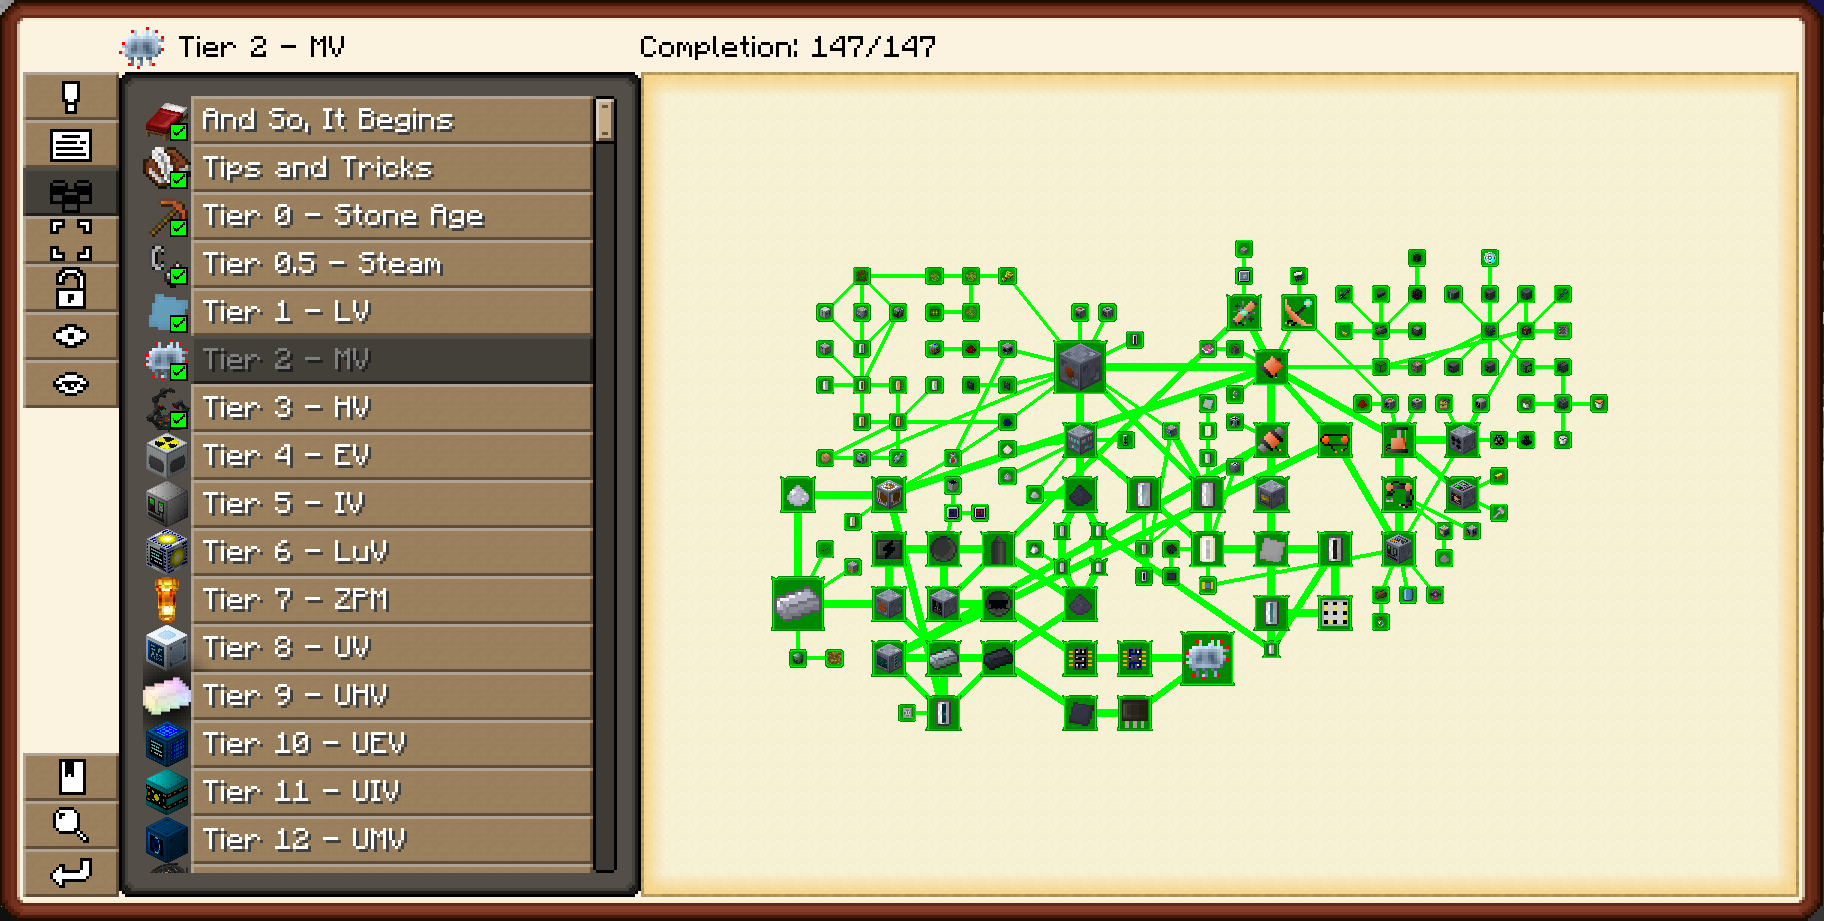 Tier 2 - MV
Completion: 147/147
And So, It Begins
Tips and Tricks
Tier 0 - Stone Age
Tier 0.5 - Steam
Tier 1 - LV
Tier 2 - MV
Tier 3 - HV
Tier 4 - EV
Tier 5 - IV
Tier 6 - LuV
Tier 7 - ZPM
Tier 8 - UV
Tier 9 - UHV
Tier 10 - UEV
Tier 11 - UIV
Tier 12 - UMV